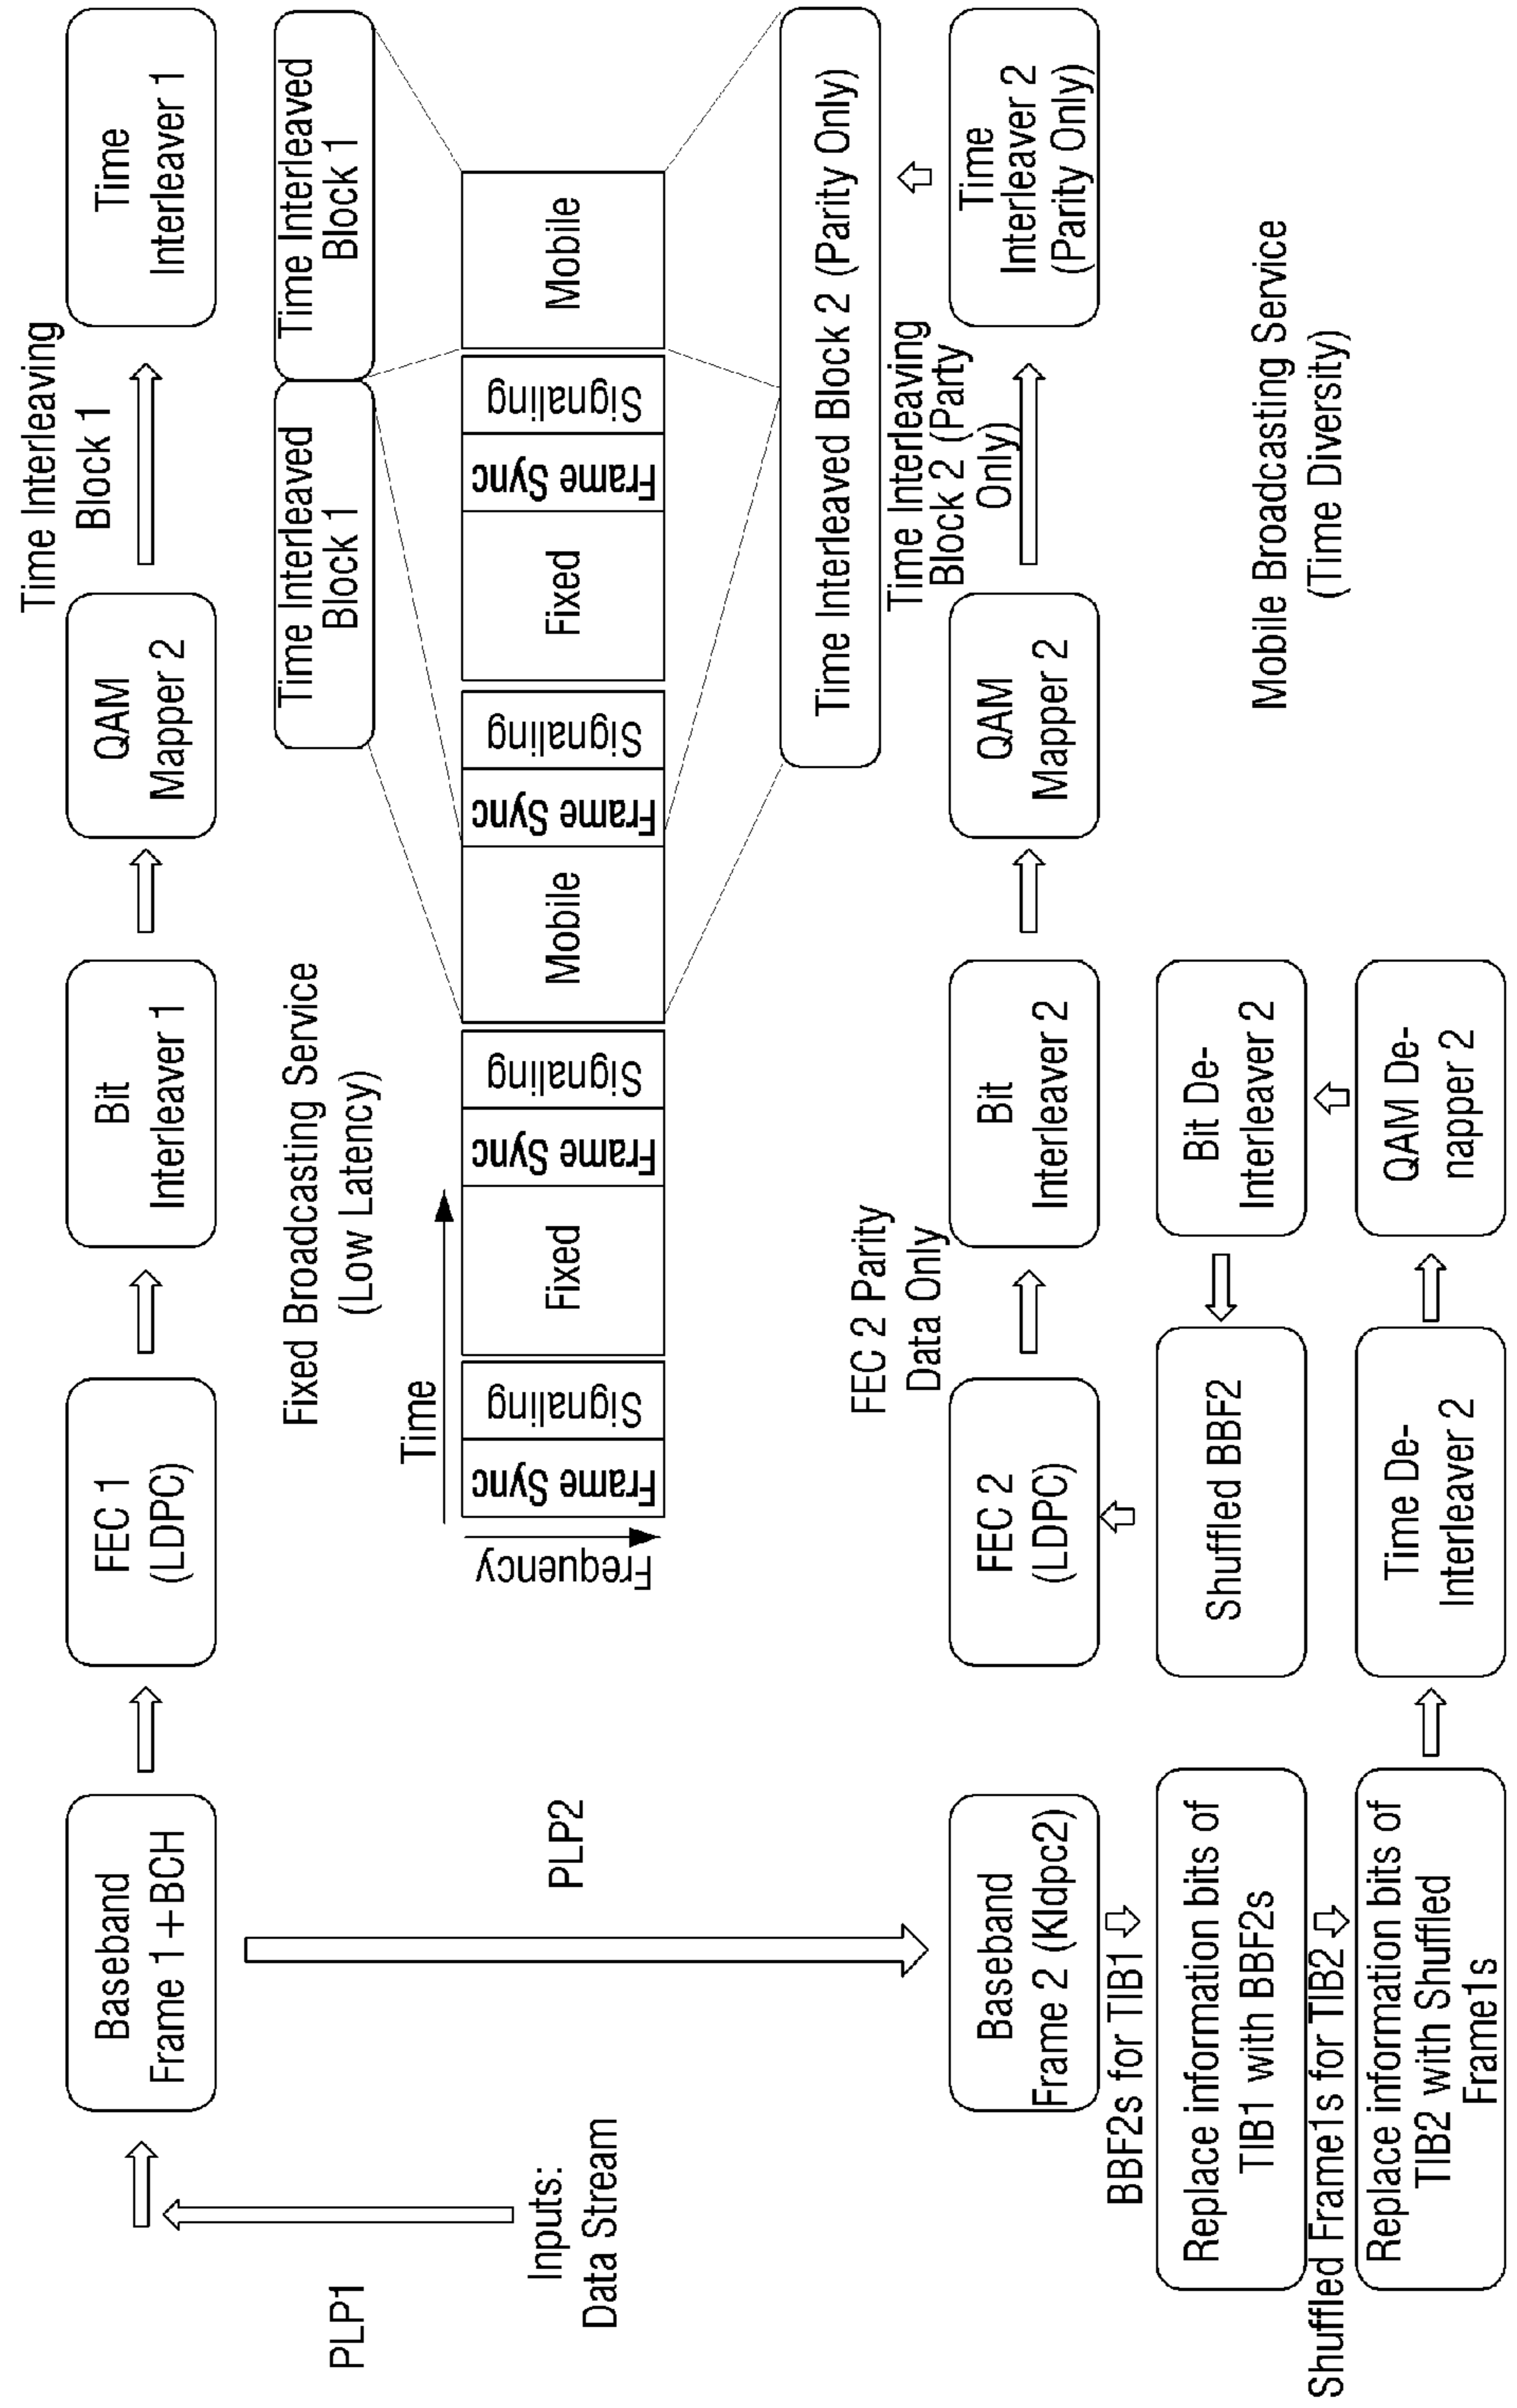 PLP1
Inputs:
Data Stream
Baseband
Frame 1 +BCH
FEC 1
(LDPC)
Bit
Interleaver 1
QAM
Mapper 2
Time Interleaving
Block 1
Time
Interleaver 1
Fixed Broadcasting Service
(Low Latency)
Time Interleaved
Block 1
Time Interleaved
Block 1
Time
Frequency
Frame Sync
Signaling
Fixed
Frame Sync
Signaling
Mobile
Frame Sync
Signaling
Fixed
Frame Sync
Signaling
Mobile
PLP2
Time Interleaved Block 2 (Parity Only)
Baseband
Frame 2 (Kldpc2)
FEC 2
(LDPC)
FEC 2 Parity
Data Only
Bit
Interleaver 2
QAM
Mapper 2
Time Interleaving
Block 2 (Party
Only)
Time
Interleaver 2
(Parity Only)
BBF2s for TIB1
Replace information bits of
TIB1 with BBF2s
Shuffled BBF2
Bit De-
Interleaver 2
Shuffled Frame1s for TIB2
Replace information bits of
TIB2 with Shuffled
Frame1s
Time De-
Interleaver 2
QAM De-
napper 2
Mobile Broadcasting Service
(Time Diversity)